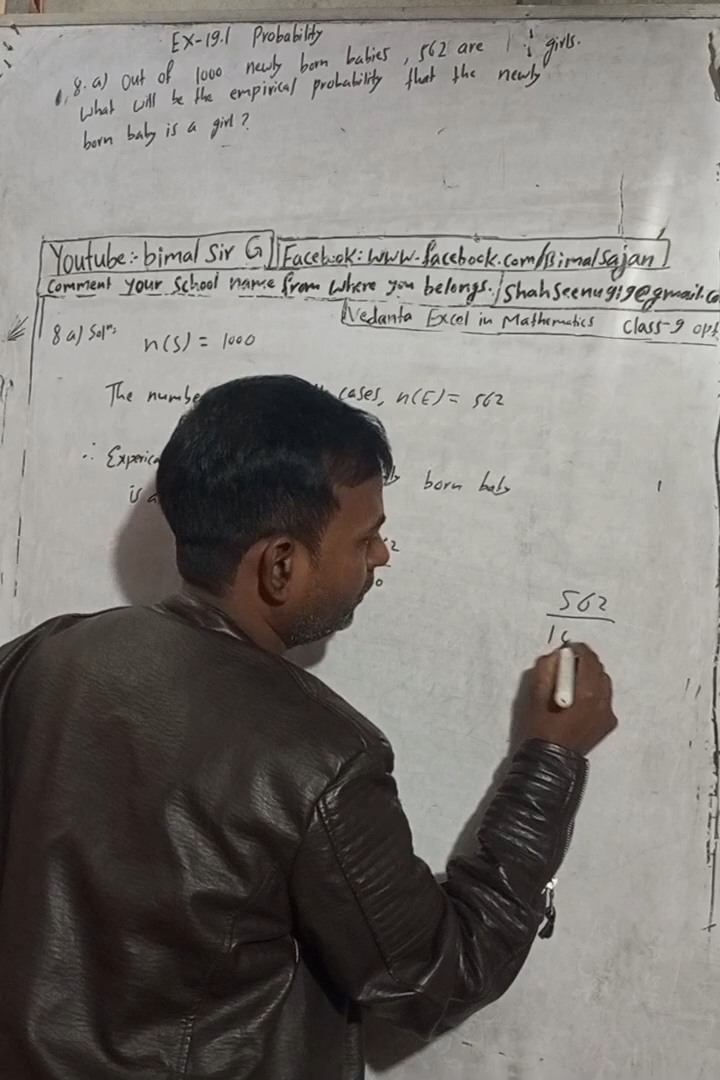 EX-19.1 Probability
8. a) Out of 1000 newly born babies, 562 are girls.
What will be the empirical probability that the newly
born baby is a girl?
Youtube:- bimal Sir G Facebook: www.facebook.com/Bimalsajan
Comment your School name from where you belongs.
Vedanta Excel in Mathematics Class-9 opt
8 a) Solⁿ:
n(S) = 1000
The cases, n(E) = 562
∴
is born baby
562